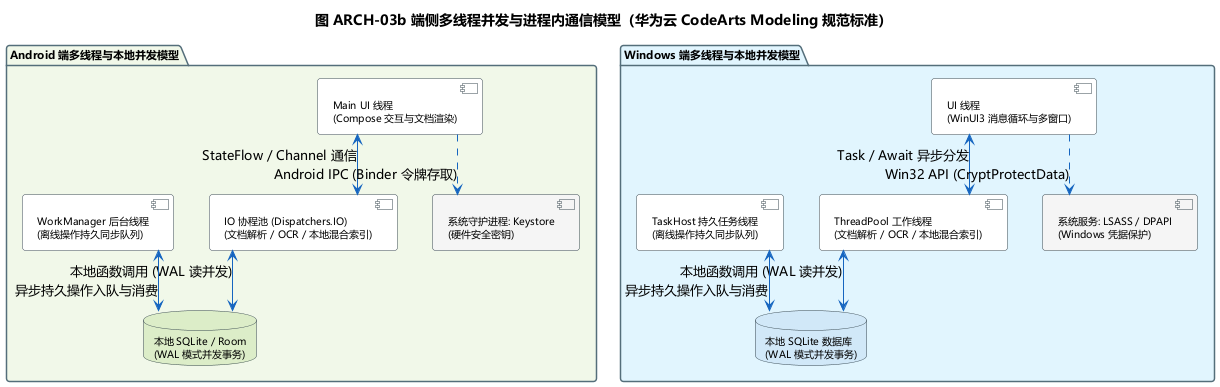 图 ARCH-03b 端侧多线程并发与进程内通信模型（华为云 CodeArts Modeling 规范标准）
Android 端多线程与本地并发模型
Main UI 线程
(Compose 交互与文档渲染)
StateFlow / Channel 通信
Android IPC (Binder 令牌存取)
WorkManager 后台线程
(离线操作持久同步队列)
IO 协程池 (Dispatchers.IO)
(文档解析 / OCR / 本地混合索引)
系统守护进程: Keystore
(硬件安全密钥)
本地函数调用 (WAL 读并发)
异步持久操作入队与消费
本地 SQLite / Room
(WAL 模式并发事务)
Windows 端多线程与本地并发模型
UI 线程
(WinUI3 消息循环与多窗口)
Task / Await 异步分发
Win32 API (CryptProtectData)
TaskHost 持久任务线程
(离线操作持久同步队列)
ThreadPool 工作线程
(文档解析 / OCR / 本地混合索引)
系统服务: LSASS / DPAPI
(Windows 凭据保护)
本地函数调用 (WAL 读并发)
异步持久操作入队与消费
本地 SQLite 数据库
(WAL 模式并发事务)